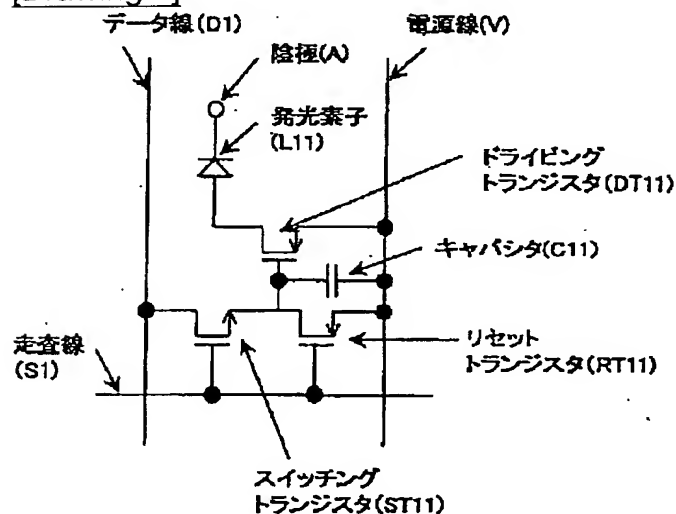 データ線(D1)
電源線(V)
陰極(A)
発光素子
(L11)
ドライビング
トランジスタ(DT11)
キャパシタ(C11)
走査線
(S1)
リセット
トランジスタ(RT11)
スイッチング
トランジスタ(ST11)